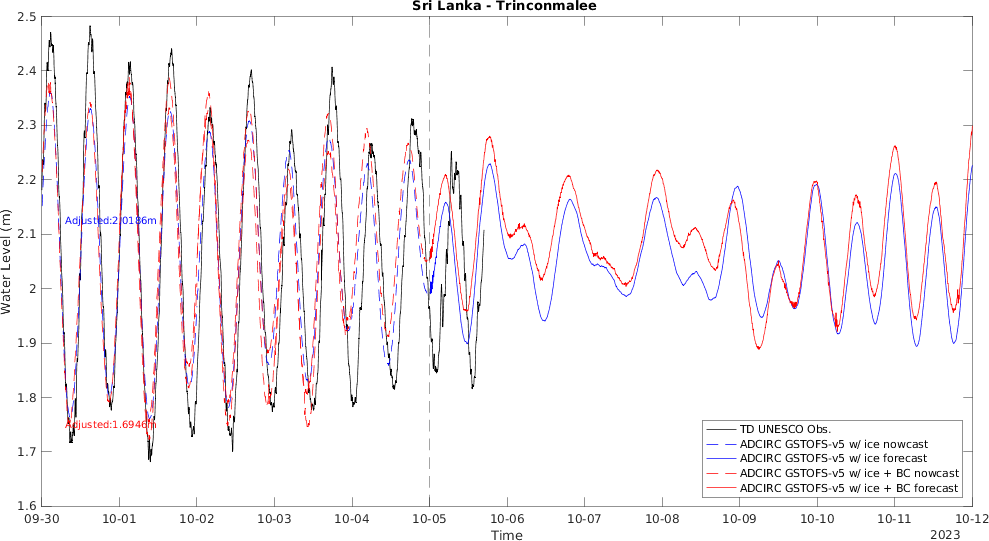 Sri Lanka - Trinconmalee
2.5
2.4
2.3
2.2
2.1
2
1.9
1.8
1.7
1.6
Water Level (m)
Adjusted:2.0186m
Adjusted:1.6946m
TD UNESCO Obs.
ADCIRC GSTOFS-v5 w/ ice nowcast
ADCIRC GSTOFS-v5 w/ ice forecast
ADCIRC GSTOFS-v5 w/ ice + BC nowcast
ADCIRC GSTOFS-v5 w/ ice + BC forecast
09-30 10-01 10-02 10-03 10-04 10-05 10-06 10-07 10-08 10-09 10-10 10-11 10-12
Time
2023